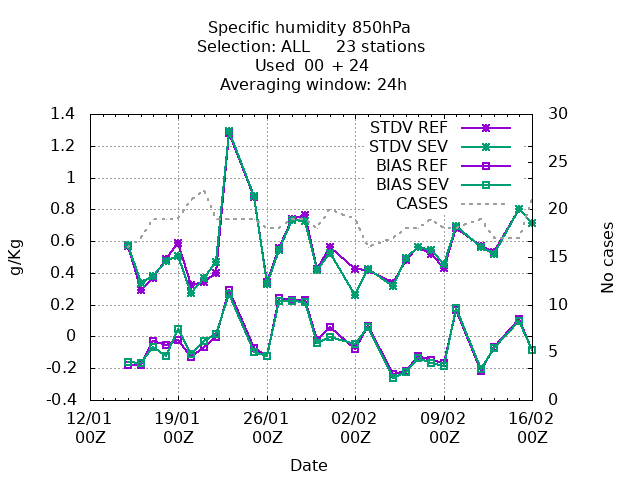 Specific humidity 850hPa
Selection: ALL 23 stations
Used 00 + 24
Averaging window: 24h
1.4
1.2
1
0.8
0.6
0.4
0.2
0
-0.2
-0.4
g/Kg
30
25
20
15
10
5
0
No cases
STDV REF
STDV SEV
BIAS REF
BIAS SEV
CASES
12/01 19/01 26/01 02/02 09/02 16/02
00Z 00Z 00Z 00Z 00Z 00Z
Date